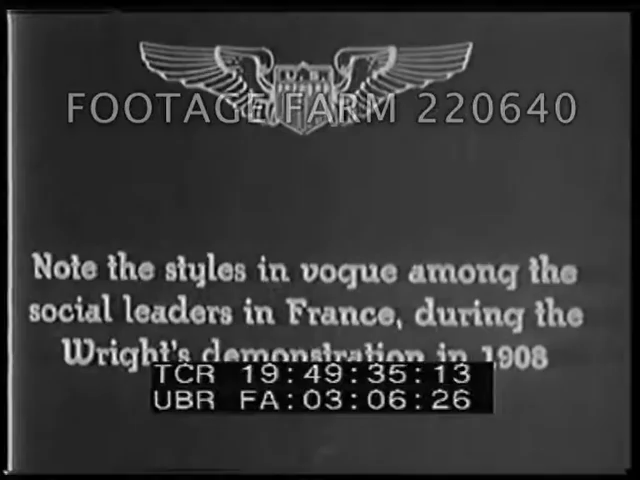 U.S.
FOOTAGE FARM 220640
Note the styles in vogue among the
social leaders in France, during the
Wright's demonstration in 1908
TCR 19:49:35:13
UBR FA:03:06:26